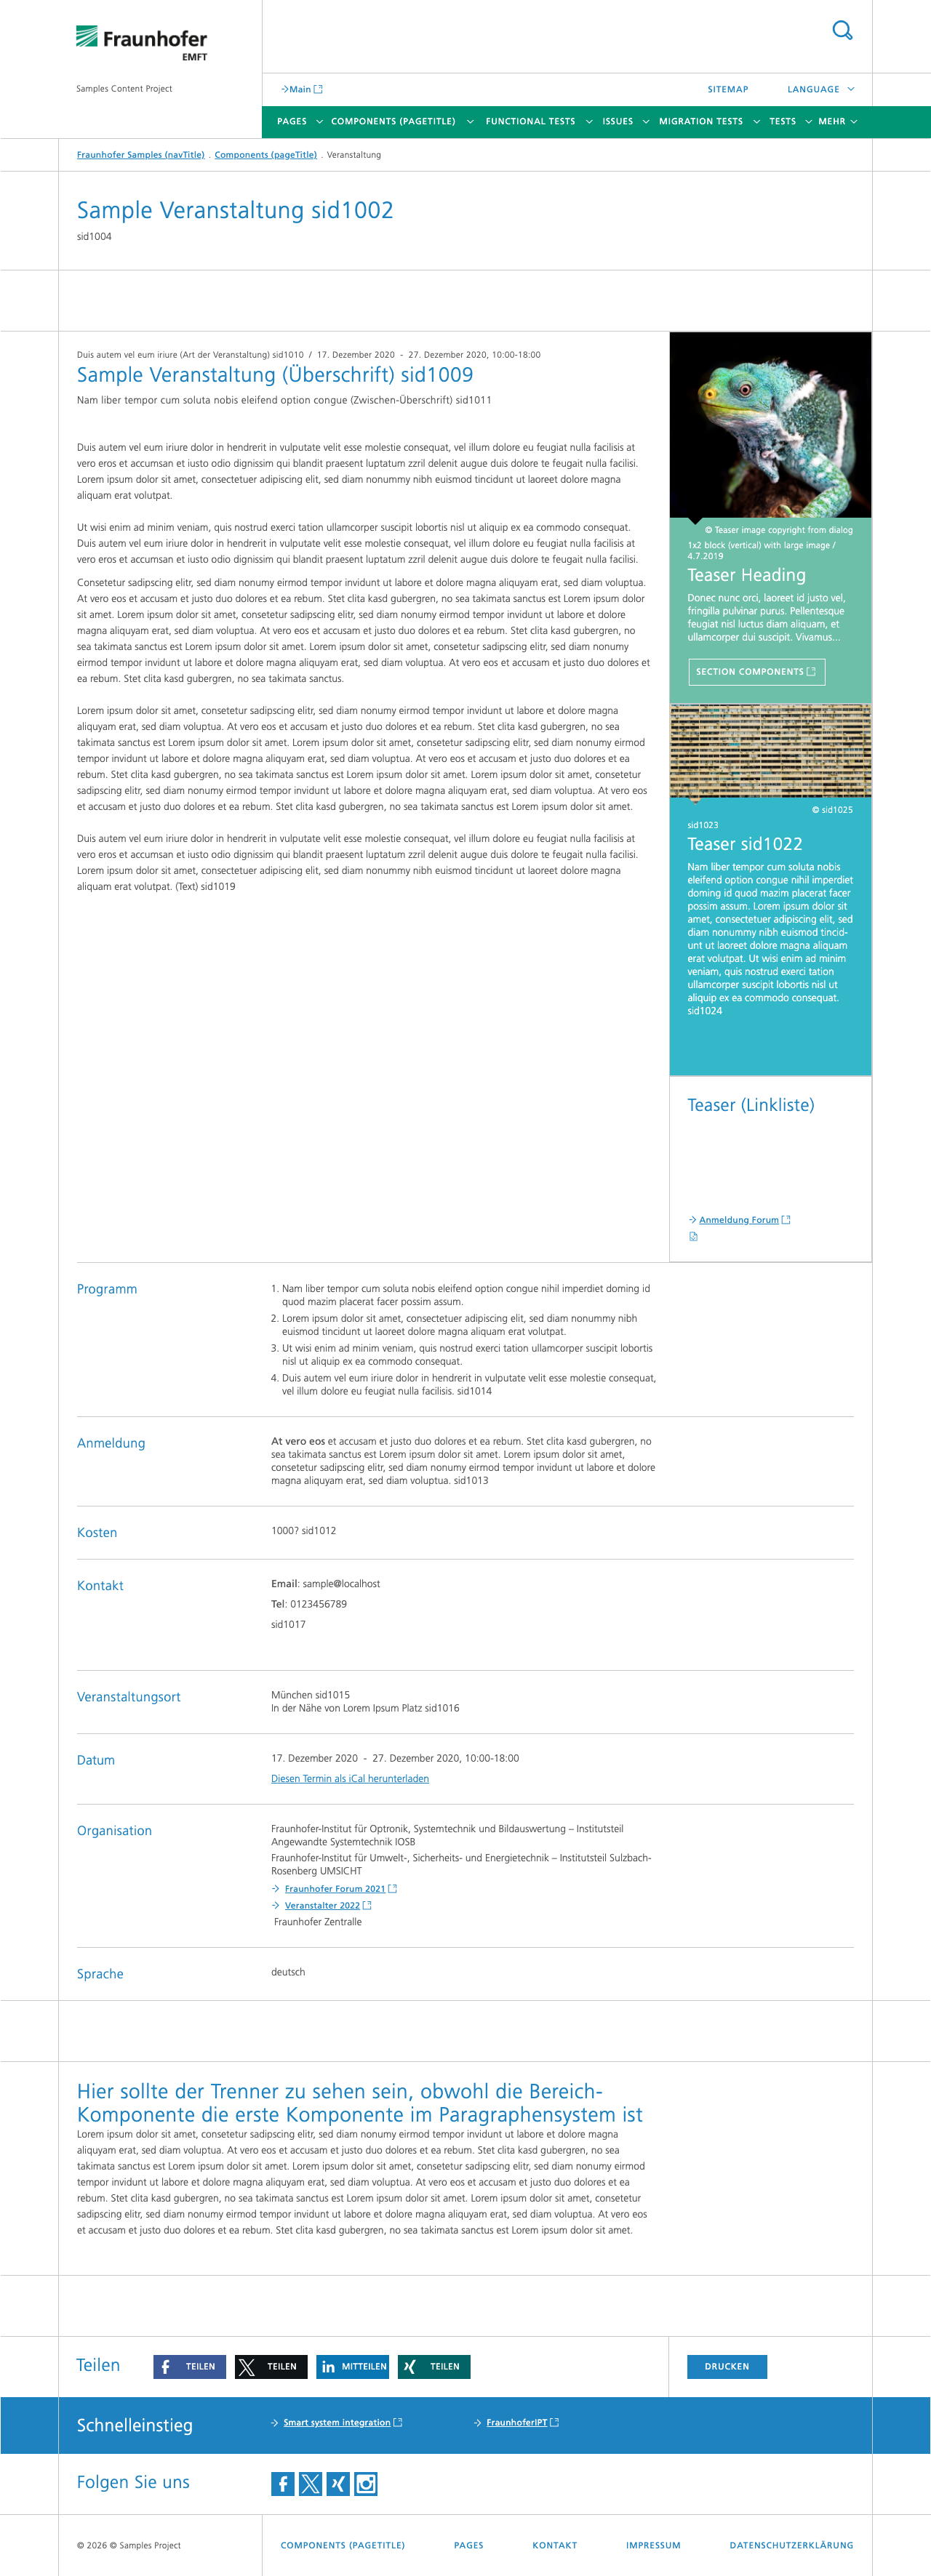 Fraunhofer
EMFT
Samples Content Project
Main
SITEMAP
LANGUAGE
PAGES
COMPONENTS (PAGETITLE)
FUNCTIONAL TESTS
ISSUES
MIGRATION TESTS
TESTS
MEHR
Fraunhofer Samples (navTitle) . Components (pageTitle) . Veranstaltung
Sample Veranstaltung sid1002
sid1004
Duis autem vel eum iriure (Art der Veranstaltung) sid1010 / 17. Dezember 2020 - 27. Dezember 2020, 10:00-18:00
Sample Veranstaltung (Überschrift) sid1009
Nam liber tempor cum soluta nobis eleifend option congue (Zwischen-Überschrift) sid1011
Duis autem vel eum iriure dolor in hendrerit in vulputate velit esse molestie consequat, vel illum dolore eu feugiat nulla facilisis at
vero eros et accumsan et iusto odio dignissim qui blandit praesent luptatum zzril delenit augue duis dolore te feugait nulla facilisi.
Lorem ipsum dolor sit amet, consectetuer adipiscing elit, sed diam nonummy nibh euismod tincidunt ut laoreet dolore magna
aliquam erat volutpat.
Ut wisi enim ad minim veniam, quis nostrud exerci tation ullamcorper suscipit lobortis nisl ut aliquip ex ea commodo consequat.
Duis autem vel eum iriure dolor in hendrerit in vulputate velit esse molestie consequat, vel illum dolore eu feugiat nulla facilisis at
vero eros et accumsan et iusto odio dignissim qui blandit praesent luptatum zzril delenit augue duis dolore te feugait nulla facilisi.
Consetetur sadipscing elitr, sed diam nonumy eirmod tempor invidunt ut labore et dolore magna aliquyam erat, sed diam voluptua.
At vero eos et accusam et justo duo dolores et ea rebum. Stet clita kasd gubergren, no sea takimata sanctus est Lorem ipsum dolor
sit amet. Lorem ipsum dolor sit amet, consetetur sadipscing elitr, sed diam nonumy eirmod tempor invidunt ut labore et dolore
magna aliquyam erat, sed diam voluptua. At vero eos et accusam et justo duo dolores et ea rebum. Stet clita kasd gubergren, no
sea takimata sanctus est Lorem ipsum dolor sit amet. Lorem ipsum dolor sit amet, consetetur sadipscing elitr, sed diam nonumy
eirmod tempor invidunt ut labore et dolore magna aliquyam erat, sed diam voluptua. At vero eos et accusam et justo duo dolores et
ea rebum. Stet clita kasd gubergren, no sea takimata sanctus.
Lorem ipsum dolor sit amet, consetetur sadipscing elitr, sed diam nonumy eirmod tempor invidunt ut labore et dolore magna
aliquyam erat, sed diam voluptua. At vero eos et accusam et justo duo dolores et ea rebum. Stet clita kasd gubergren, no sea
takimata sanctus est Lorem ipsum dolor sit amet. Lorem ipsum dolor sit amet, consetetur sadipscing elitr, sed diam nonumy eirmod
tempor invidunt ut labore et dolore magna aliquyam erat, sed diam voluptua. At vero eos et accusam et justo duo dolores et ea
rebum. Stet clita kasd gubergren, no sea takimata sanctus est Lorem ipsum dolor sit amet. Lorem ipsum dolor sit amet, consetetur
sadipscing elitr, sed diam nonumy eirmod tempor invidunt ut labore et dolore magna aliquyam erat, sed diam voluptua. At vero eos
et accusam et justo duo dolores et ea rebum. Stet clita kasd gubergren, no sea takimata sanctus est Lorem ipsum dolor sit amet.
Duis autem vel eum iriure dolor in hendrerit in vulputate velit esse molestie consequat, vel illum dolore eu feugiat nulla facilisis at
vero eros et accumsan et iusto odio dignissim qui blandit praesent luptatum zzril delenit augue duis dolore te feugait nulla facilisi.
Lorem ipsum dolor sit amet, consectetuer adipiscing elit, sed diam nonummy nibh euismod tincidunt ut laoreet dolore magna
aliquam erat volutpat. (Text) sid1019
© Teaser image copyright from dialog
1x2 block (vertical) with large image /
4.7.2019
Teaser Heading
Donec nunc orci, laoreet id justo vel,
fringilla pulvinar purus. Pellentesque
feugiat nisl luctus diam aliquam, et
ullamcorper dui suscipit. Vivamus...
SECTION COMPONENTS
© sid1025
sid1023
Teaser sid1022
Nam liber tempor cum soluta nobis
eleifend option congue nihil imperdiet
doming id quod mazim placerat facer
possim assum. Lorem ipsum dolor sit
amet, consectetuer adipiscing elit, sed
diam nonummy nibh euismod tincid-
unt ut laoreet dolore magna aliquam
erat volutpat. Ut wisi enim ad minim
veniam, quis nostrud exerci tation
ullamcorper suscipit lobortis nisl ut
aliquip ex ea commodo consequat.
sid1024
Teaser (Linkliste)
Anmeldung Forum
Programm
1. Nam liber tempor cum soluta nobis eleifend option congue nihil imperdiet doming id
quod mazim placerat facer possim assum.
2. Lorem ipsum dolor sit amet, consectetuer adipiscing elit, sed diam nonummy nibh
euismod tincidunt ut laoreet dolore magna aliquam erat volutpat.
3. Ut wisi enim ad minim veniam, quis nostrud exerci tation ullamcorper suscipit lobortis
nisl ut aliquip ex ea commodo consequat.
4. Duis autem vel eum iriure dolor in hendrerit in vulputate velit esse molestie consequat,
vel illum dolore eu feugiat nulla facilisis. sid1014
Anmeldung
At vero eos et accusam et justo duo dolores et ea rebum. Stet clita kasd gubergren, no
sea takimata sanctus est Lorem ipsum dolor sit amet. Lorem ipsum dolor sit amet,
consetetur sadipscing elitr, sed diam nonumy eirmod tempor invidunt ut labore et dolore
magna aliquyam erat, sed diam voluptua. sid1013
Kosten
1000? sid1012
Kontakt
Email: sample@localhost
Tel: 0123456789
sid1017
Veranstaltungsort
München sid1015
In der Nähe von Lorem Ipsum Platz sid1016
Datum
17. Dezember 2020 - 27. Dezember 2020, 10:00-18:00
Diesen Termin als iCal herunterladen
Organisation
Fraunhofer-Institut für Optronik, Systemtechnik und Bildauswertung – Institutsteil
Angewandte Systemtechnik IOSB
Fraunhofer-Institut für Umwelt-, Sicherheits- und Energietechnik – Institutsteil Sulzbach-
Rosenberg UMSICHT
Fraunhofer Forum 2021
Veranstalter 2022
Fraunhofer Zentralle
Sprache
deutsch
Hier sollte der Trenner zu sehen sein, obwohl die Bereich-
Komponente die erste Komponente im Paragraphensystem ist
Lorem ipsum dolor sit amet, consetetur sadipscing elitr, sed diam nonumy eirmod tempor invidunt ut labore et dolore magna
aliquyam erat, sed diam voluptua. At vero eos et accusam et justo duo dolores et ea rebum. Stet clita kasd gubergren, no sea
takimata sanctus est Lorem ipsum dolor sit amet. Lorem ipsum dolor sit amet, consetetur sadipscing elitr, sed diam nonumy eirmod
tempor invidunt ut labore et dolore magna aliquyam erat, sed diam voluptua. At vero eos et accusam et justo duo dolores et ea
rebum. Stet clita kasd gubergren, no sea takimata sanctus est Lorem ipsum dolor sit amet. Lorem ipsum dolor sit amet, consetetur
sadipscing elitr, sed diam nonumy eirmod tempor invidunt ut labore et dolore magna aliquyam erat, sed diam voluptua. At vero eos
et accusam et justo duo dolores et ea rebum. Stet clita kasd gubergren, no sea takimata sanctus est Lorem ipsum dolor sit amet.
Teilen
TEILEN
TEILEN
MITTEILEN
TEILEN
DRUCKEN
Schnelleinstieg
Smart system integration
FraunhoferIPT
Folgen Sie uns
© 2026 © Samples Project
COMPONENTS (PAGETITLE)
PAGES
KONTAKT
IMPRESSUM
DATENSCHUTZERKLÄRUNG